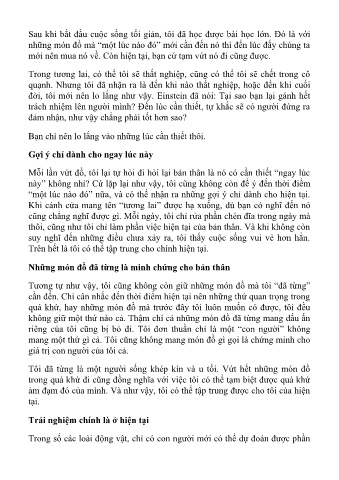 Sau khi bắt đầu cuộc sống tối giản, tôi đã học được bài học lớn. Đó là với
những món đồ mà “một lúc nào đó” mới cần đến nó thì đến lúc đấy chúng ta
mới nên mua nó về. Còn hiện tại, bạn cứ tạm vứt nó đi cũng được.
Trong tương lai, có thể tôi sẽ thất nghiệp, cũng có thể tôi sẽ chết trong cô
quạnh. Nhưng tôi đã nhận ra là đến khi nào thất nghiệp, hoặc đến khi cuối
đời, tôi mới nên lo lắng như vậy. Einstein đã nói: Tại sao bạn lại gánh hết
trách nhiệm lên người mình? Đến lúc cần thiết, tự khắc sẽ có người đứng ra
đảm nhận, như vậy chẳng phải tốt hơn sao?
Bạn chỉ nên lo lắng vào những lúc cần thiết thôi.
Gợi ý chỉ dành cho ngay lúc này
Mỗi lần vứt đồ, tôi lại tự hỏi đi hỏi lại bản thân là nó có cần thiết “ngay lúc
này” không nhỉ? Cứ lặp lại như vậy, tôi cũng không còn để ý đến thời điểm
“một lúc nào đó” nữa, và có thể nhận ra những gợi ý chỉ dành cho hiện tại.
Khi cánh cửa mang tên “tương lai” được hạ xuống, dù bạn có nghĩ đến nó
cũng chẳng nghĩ được gì. Mỗi ngày, tôi chỉ rửa phần chén đĩa trong ngày mà
thôi, cũng như tôi chỉ làm phần việc hiện tại của bản thân. Và khi không còn
suy nghĩ đến những điều chưa xảy ra, tôi thấy cuộc sống vui vẻ hơn hẳn.
Trên hết là tôi có thể tập trung cho chính hiện tại.
Những món đồ đã từng là minh chứng cho bản thân
Tương tự như vậy, tôi cũng không còn giữ những món đồ mà tôi “đã từng”
cần đến. Chỉ cân nhắc đến thời điểm hiện tại nên những thứ quan trọng trong
quá khứ, hay những món đồ mà trước đây tôi luôn muốn có được, tôi đều
không giữ một thứ nào cả. Thậm chí cả những món đồ đã từng mang dấu ấn
riêng của tôi cũng bị bỏ đi. Tôi đơn thuần chỉ là một “con người” không
mang một thứ gì cả. Tôi cũng không mang món đồ gì gọi là chứng minh cho
giá trị con người của tôi cả.
Tôi đã từng là một người sống khép kín và u tối. Vứt hết những món đồ
trong quá khứ đi cũng đồng nghĩa với việc tôi có thể tạm biệt được quá khứ
ảm đạm đó của mình. Và như vậy, tôi có thể tập trung được cho tôi của hiện
tại.
Trải nghiệm chính là ở hiện tại
Trong số các loài động vật, chỉ có con người mới có thể dự đoán được phần